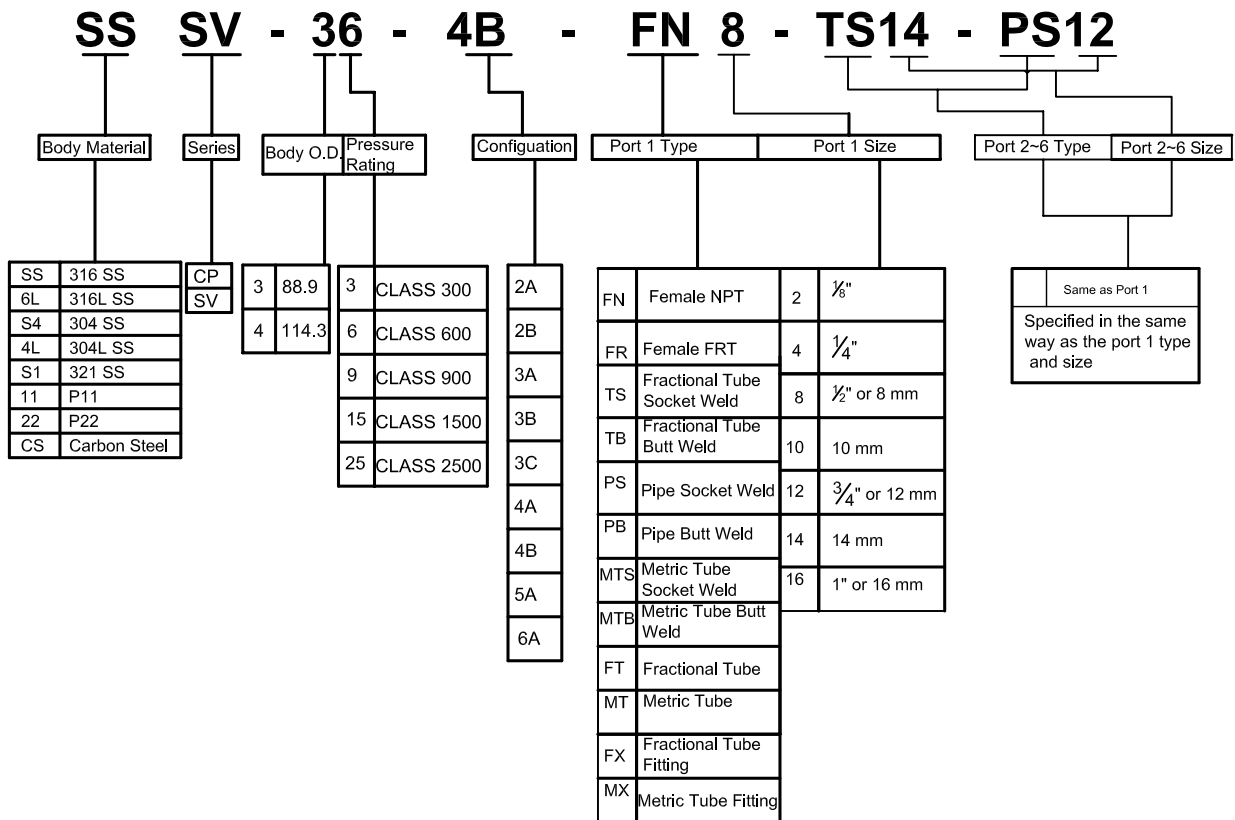 SS SV - 36 - 4B - FN 8 - TS14 - PS12
Body Material
Series
Body O.D.
Pressure
Rating
Configuation
Port 1 Type
Port 1 Size
Port 2~6 Type
Port 2~6 Size
SS 316 SS
6L 316L SS
S4 304 SS
4L 304L SS
S1 321 SS
11 P11
22 P22
CS Carbon Steel
CP
SV
3 88.9
4 114.3
3 CLASS 300
6 CLASS 600
9 CLASS 900
15 CLASS 1500
25 CLASS 2500
2A
2B
3A
3B
3C
4A
4B
5A
6A
FN Female NPT
FR Female FRT
TS Fractional Tube
Socket Weld
TB Fractional Tube
Butt Weld
PS Pipe Socket Weld
PB Pipe Butt Weld
MTS Metric Tube
Socket Weld
MTB Metric Tube Butt
Weld
FT Fractional Tube
MT Metric Tube
FX Fractional Tube
Fitting
MX Metric Tube Fitting
2 ⅛"
4 ¼"
8 ½" or 8 mm
10 10 mm
12 ¾" or 12 mm
14 14 mm
16 1" or 16 mm
Same as Port 1
Specified in the same
way as the port 1 type
and size